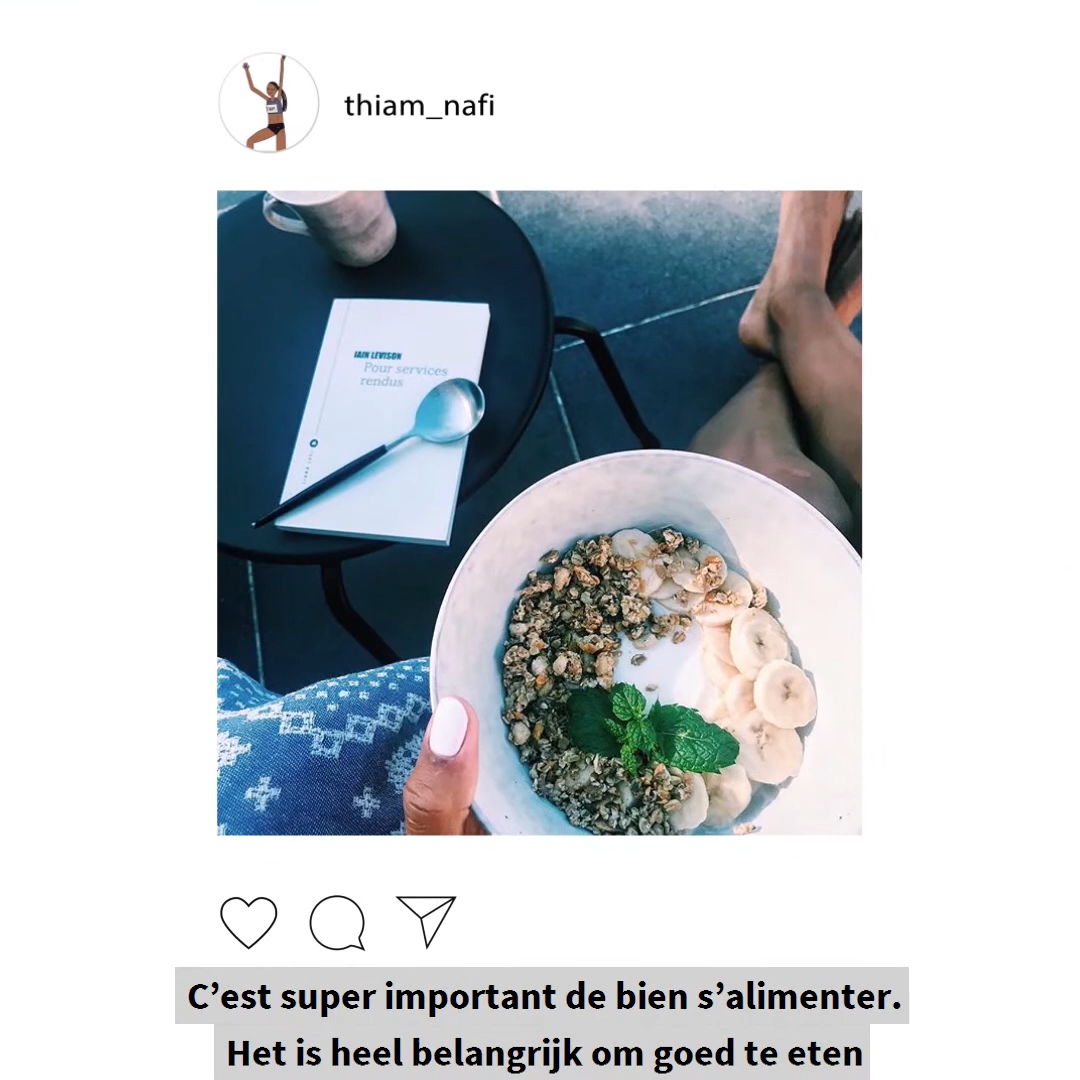 thiam_nafi
IAIN LEVISON
Pour services
rendus
C’est super important de bien s’alimenter.
Het is heel belangrijk om goed te eten